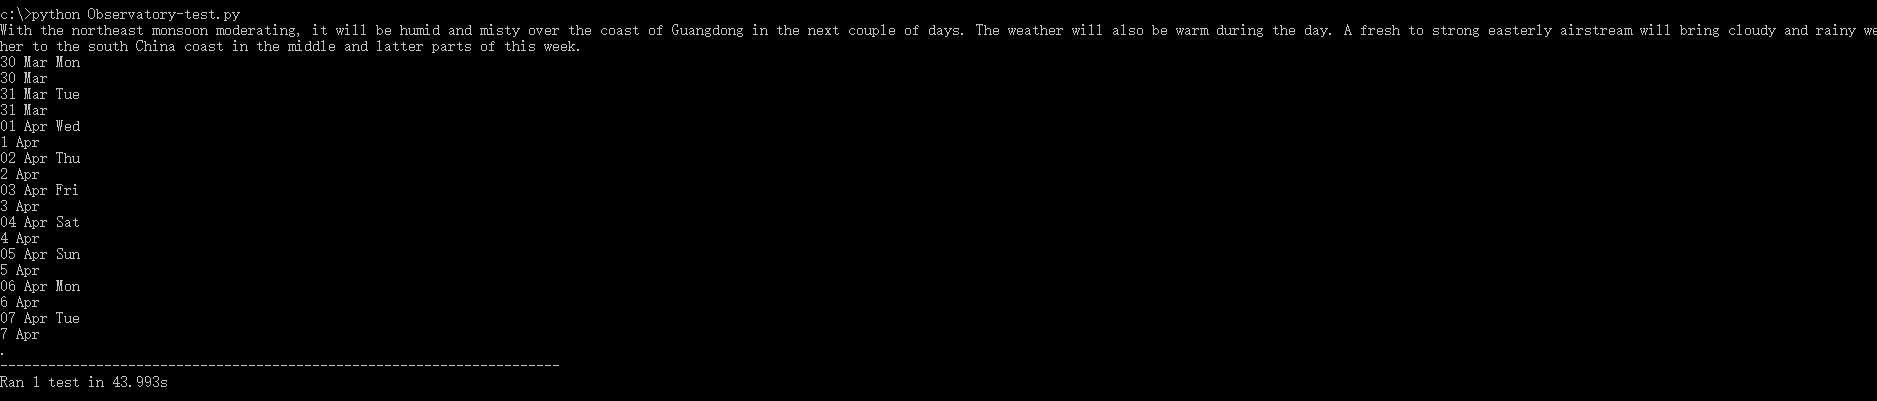 c:\>python Observatory-test.py
With the northeast monsoon moderating, it will be humid and misty over the coast of Guangdong in the next couple of days. The weather will also be warm during the day. A fresh to strong easterly airstream will bring cloudy and rainy we
her to the south China coast in the middle and latter parts of this week.
30 Mar Mon
30 Mar
31 Mar Tue
31 Mar
01 Apr Wed
1 Apr
02 Apr Thu
2 Apr
03 Apr Fri
3 Apr
04 Apr Sat
4 Apr
05 Apr Sun
5 Apr
06 Apr Mon
6 Apr
07 Apr Tue
7 Apr
.
----------------------------------------------------------------------
Ran 1 test in 43.993s